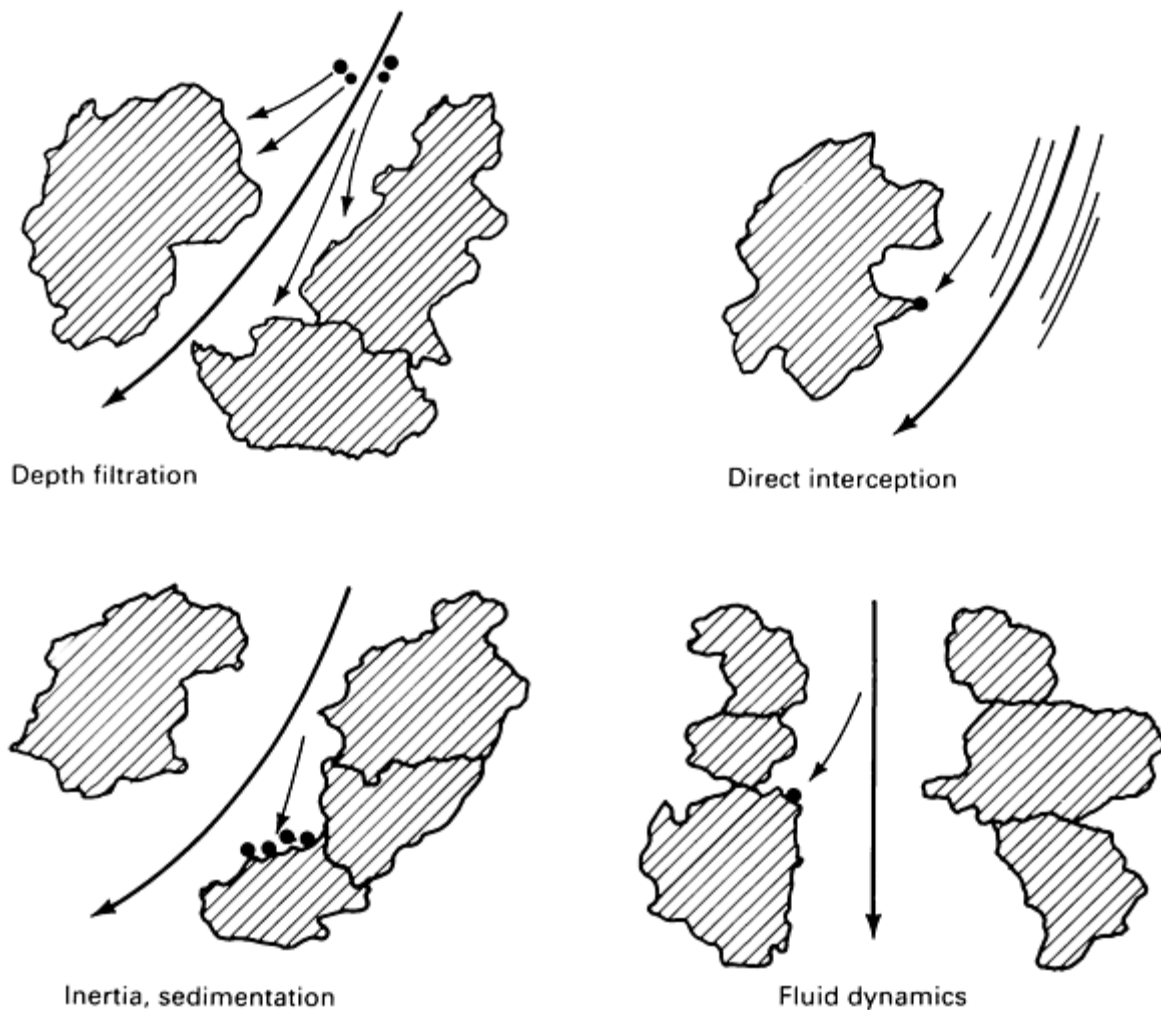 Depth filtration
Direct interception
Inertia, sedimentation
Fluid dynamics